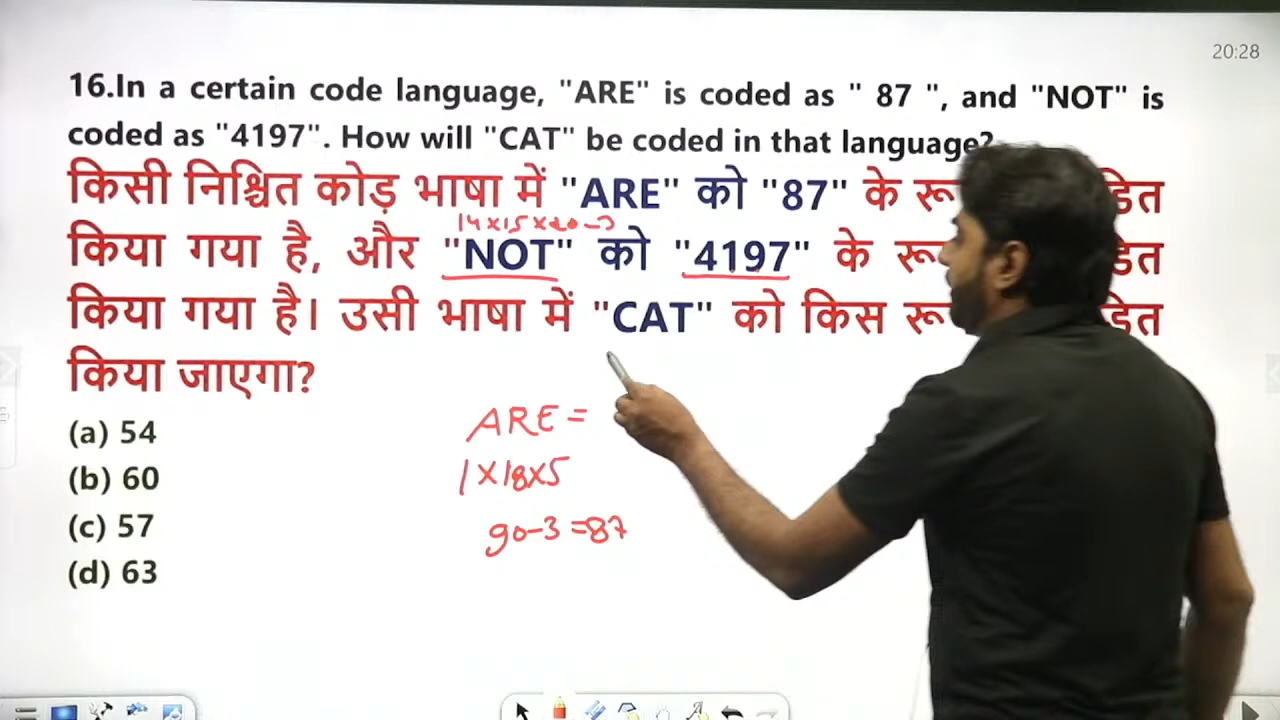 20:28
16.In a certain code language, "ARE" is coded as " 87 ", and "NOT" is
coded as "4197". How will "CAT" be coded in that language?
किसी निश्चित कोड़ भाषा में "ARE" को "87" के
14×15×20-3
किया गया है, और "NOT" को "4197" के
किया गया है। उसी भाषा में "CAT" को किस
किया जाएगा?
(a) 54
(b) 60
(c) 57
(d) 63
ARE =
1×18×5
90-3=87